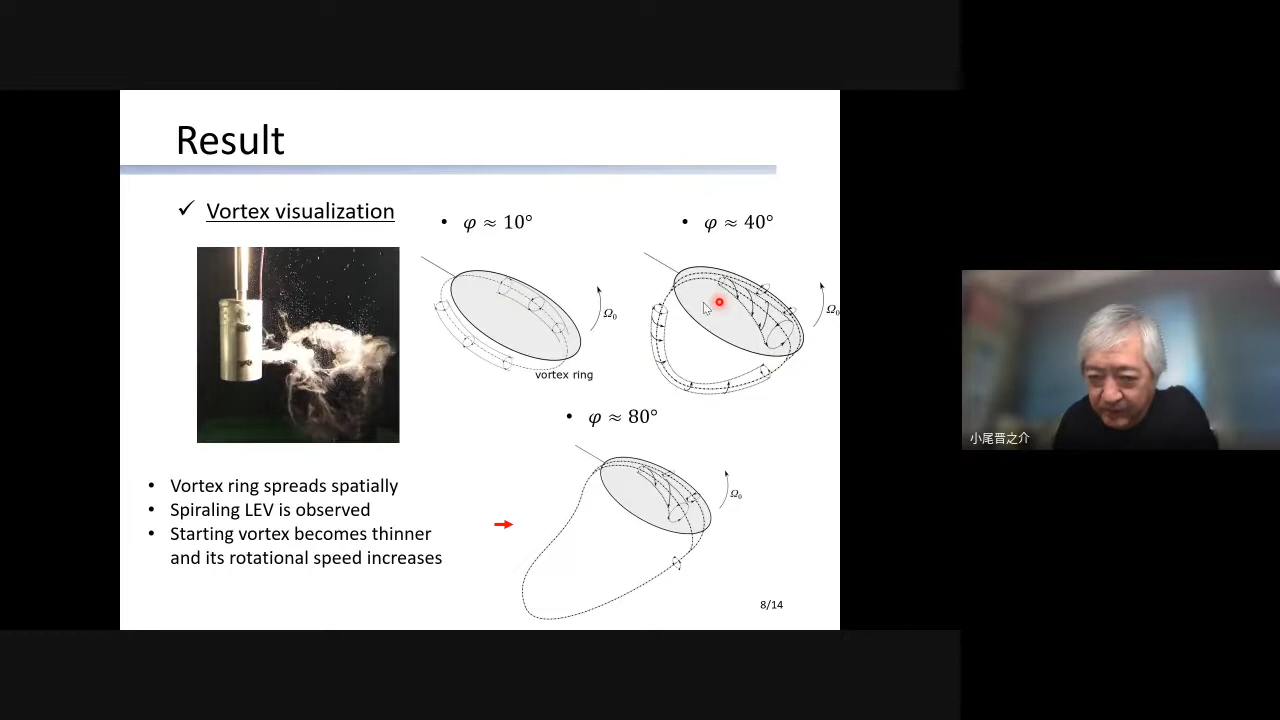 Result
✓ Vortex visualization
• φ ≈ 10°
• φ ≈ 40°
Ω₀
Ω₀
vortex ring
• φ ≈ 80°
Ω₀
• Vortex ring spreads spatially
• Spiraling LEV is observed
• Starting vortex becomes thinner
and its rotational speed increases
8/14
小尾晋之介